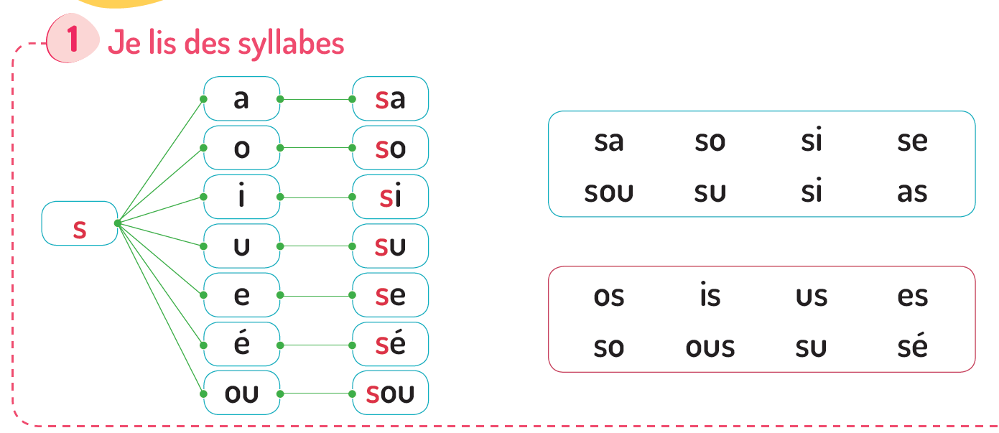 1 Je lis des syllabes
a sa
o so
i si
s
u su
e se
é sé
ou sou
sa so si se
sou su si as
os is us es
so ous su sé